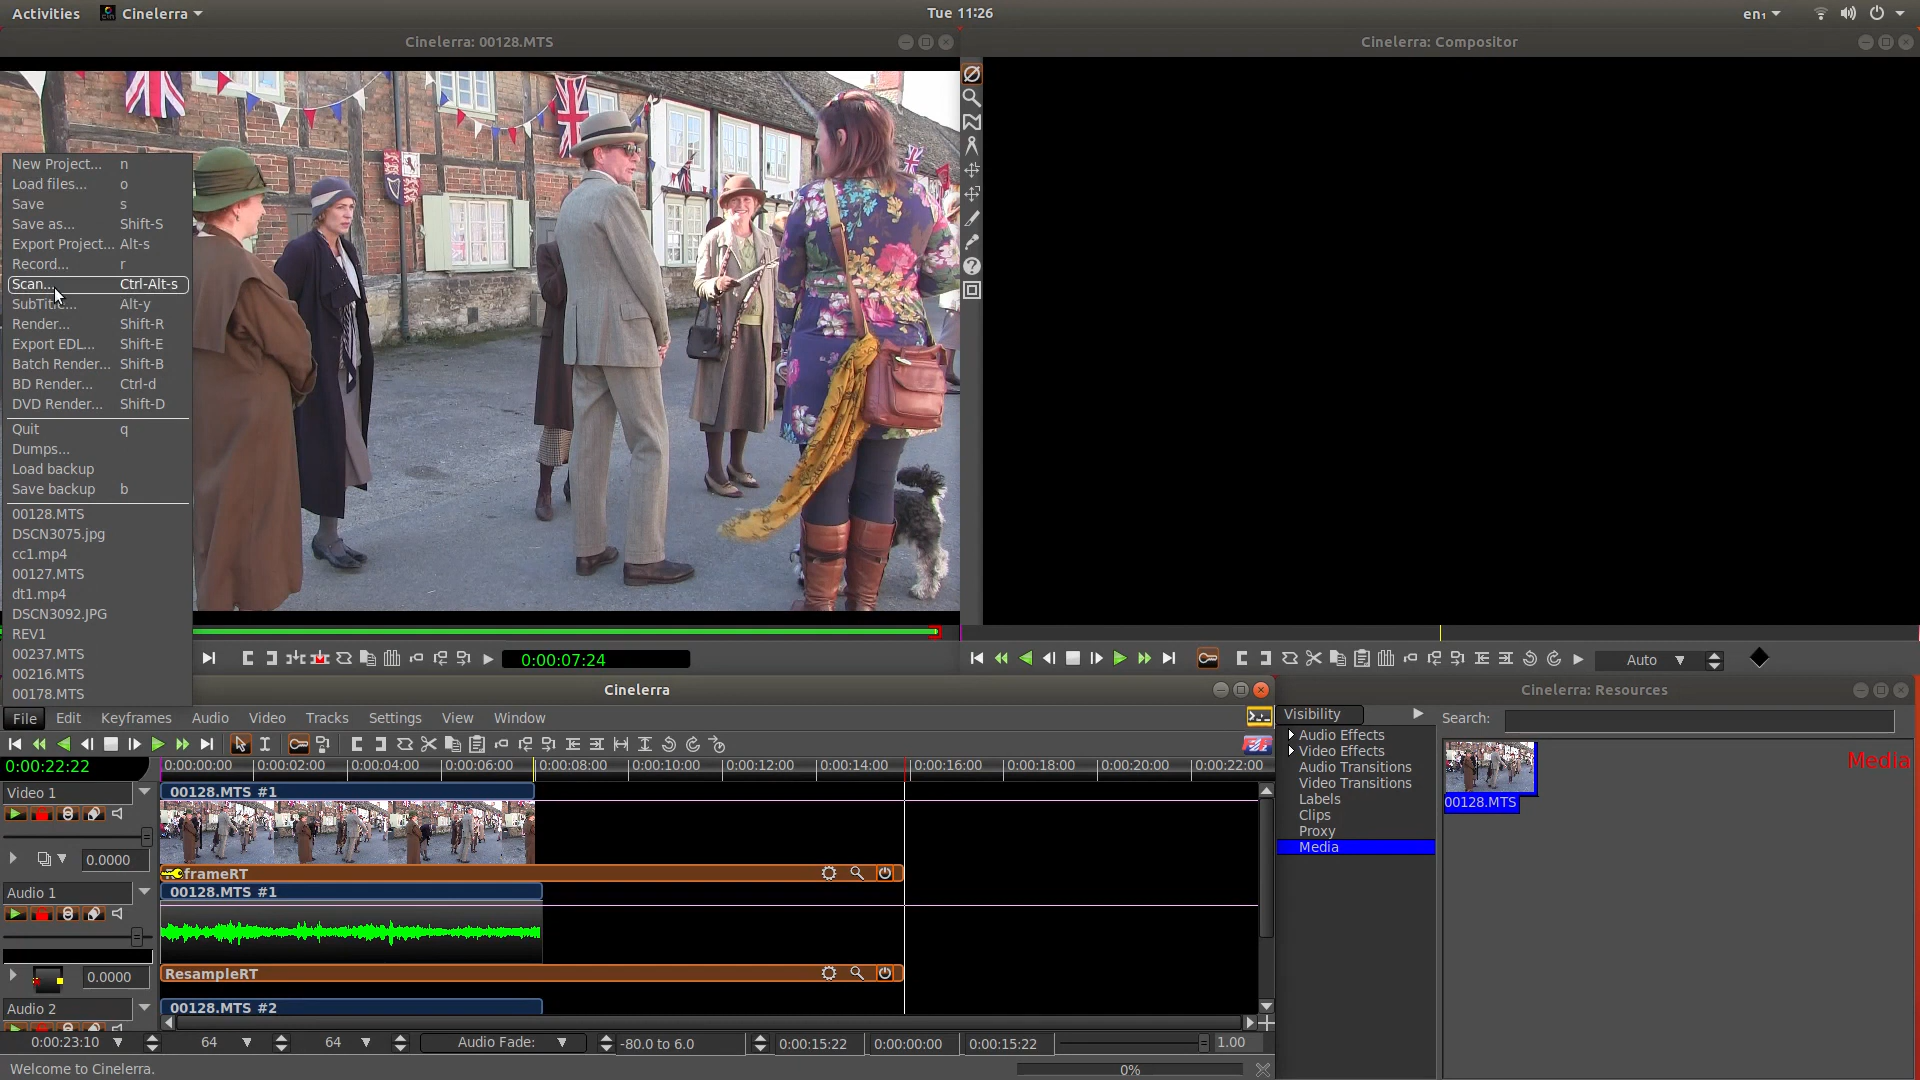 Activities
Cinelerra
Tue 11:26
en1
Cinelerra: 00128.MTS
Cinelerra: Compositor
New Project... n
Load files... o
Save s
Save as... Shift-S
Export Project... Alt-s
Record... r
Scan... Ctrl-Alt-s
SubTitle... Alt-y
Render... Shift-R
Export EDL... Shift-E
Batch Render... Shift-B
BD Render... Ctrl-d
DVD Render... Shift-D
Quit q
Dumps...
Load backup
Save backup b
00128.MTS
DSCN3075.jpg
cc1.mp4
00127.MTS
dt1.mp4
DSCN3092.JPG
REV1
00237.MTS
00216.MTS
00178.MTS
0:00:07:24
Auto
Cinelerra
Cinelerra: Resources
File Edit Keyframes Audio Video Tracks Settings View Window
Visibility
Search:
Audio Effects
Video Effects
Audio Transitions
Video Transitions
Labels
Clips
Proxy
Media
00128.MTS
Media
0:00:22:22
0:00:00:00 0:00:02:00 0:00:04:00 0:00:06:00 0:00:08:00 0:00:10:00 0:00:12:00 0:00:14:00 0:00:16:00 0:00:18:00 0:00:20:00 0:00:22:00
Video 1
00128.MTS #1
0.0000
frameRT
Audio 1
00128.MTS #1
0.0000
ResampleRT
Audio 2
00128.MTS #2
0:00:23:10 64 64 Audio Fade: -80.0 to 6.0 0:00:15:22 0:00:00:00 0:00:15:22 1.00
Welcome to Cinelerra.
0%